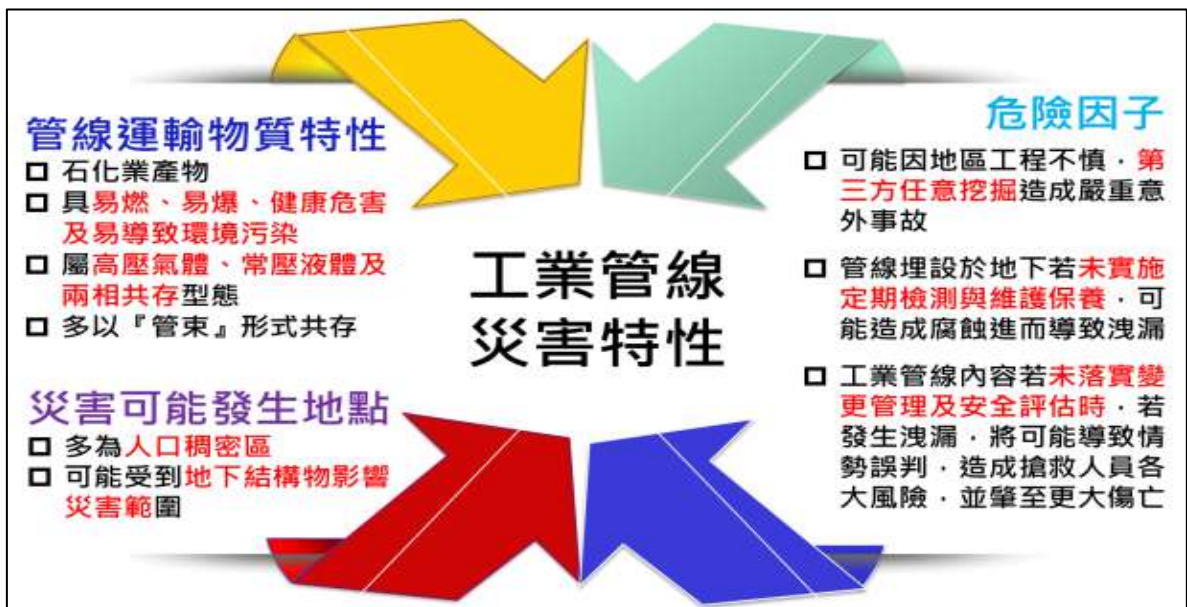 管線運輸物質特性
石化業產物
具易燃、易爆、健康危害
及易導致環境污染
屬高壓氣體、常壓液體及
兩相共存型態
多以『管束』形式共存
災害可能發生地點
多為人口稠密區
可能受到地下結構物影響
災害範圍
工業管線
災害特性
危險因子
可能因地區工程不慎，第
三方任意挖掘造成嚴重意
外事故
管線埋設於地下若未實施
定期檢測與維護保養，可
能造成腐蝕進而導致洩漏
工業管線內容若未落實變
更管理及安全評估時，若
發生洩漏，將可能導致情
勢誤判，造成搶救人員各
大風險，並肇至更大傷亡